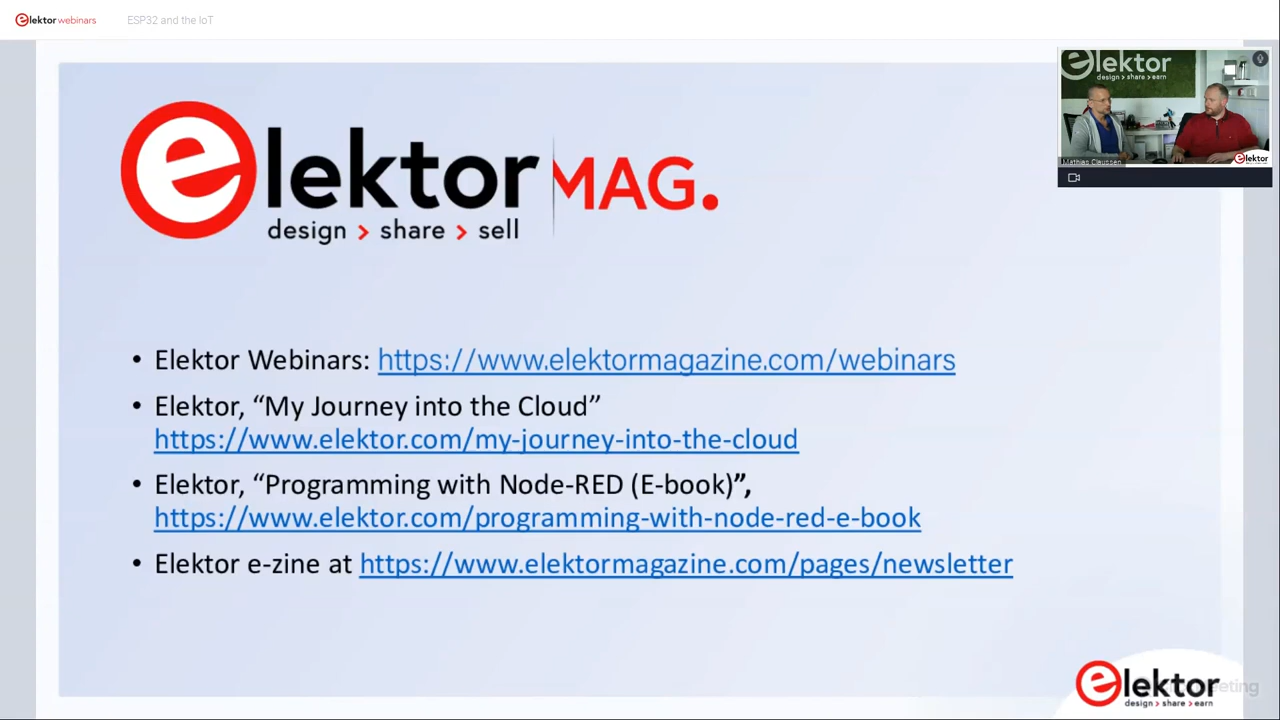 elektor webinars
ESP32 and the IoT
elektor
design > share > earn
Mathias Claussen
elektor
elektor MAG.
design > share > sell
• Elektor Webinars: https://www.elektormagazine.com/webinars
• Elektor, “My Journey into the Cloud”
https://www.elektor.com/my-journey-into-the-cloud
• Elektor, “Programming with Node-RED (E-book)”,
https://www.elektor.com/programming-with-node-red-e-book
• Elektor e-zine at https://www.elektormagazine.com/pages/newsletter
elektor
design > share > earn